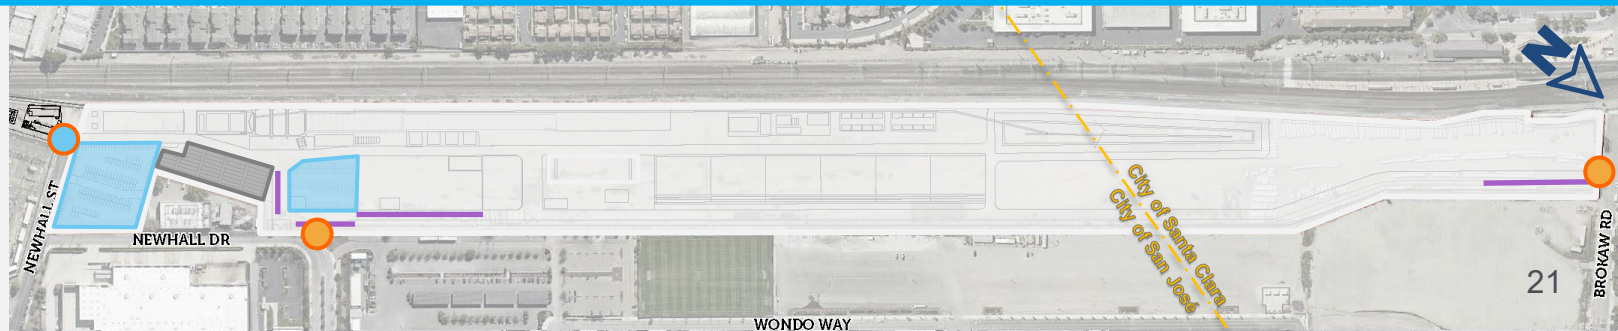 N
City of Santa Clara
City of San José
NEWHALL ST
NEWHALL DR
BROKAW RD
21
WONDO WAY